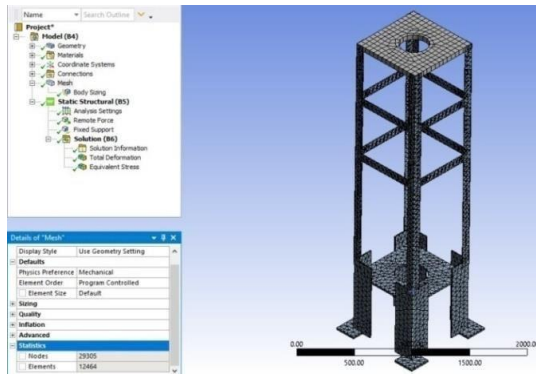 Name
Search Outline
Project*
Model (B4)
Geometry
Materials
Coordinate Systems
Connections
Mesh
Body Sizing
Static Structural (B5)
Analysis Settings
Remote Force
Fixed Support
Solution (B6)
Solution Information
Total Deformation
Equivalent Stress
Details of "Mesh"
Display Style Use Geometry Setting
Defaults
Physics Preference Mechanical
Element Order Program Controlled
Element Size Default
Sizing
Quality
Inflation
Advanced
Statistics
Nodes 29305
Elements 12464
0.00 1000.00 2000.00
500.00 1500.00